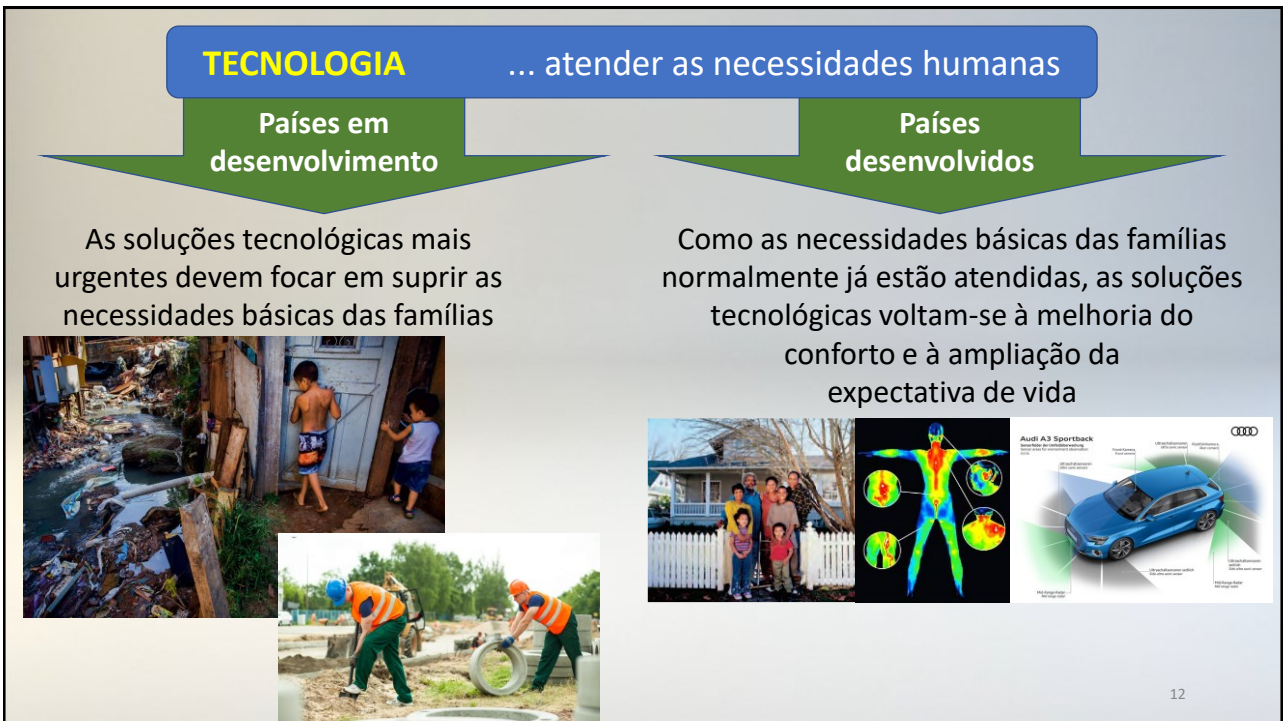 TECNOLOGIA ... atender as necessidades humanas
Países em
desenvolvimento
As soluções tecnológicas mais
urgentes devem focar em suprir as
necessidades básicas das famílias
Países
desenvolvidos
Como as necessidades básicas das famílias
normalmente já estão atendidas, as soluções
tecnológicas voltam-se à melhoria do
conforto e à ampliação da
expectativa de vida
Audi A3 Sportback
12